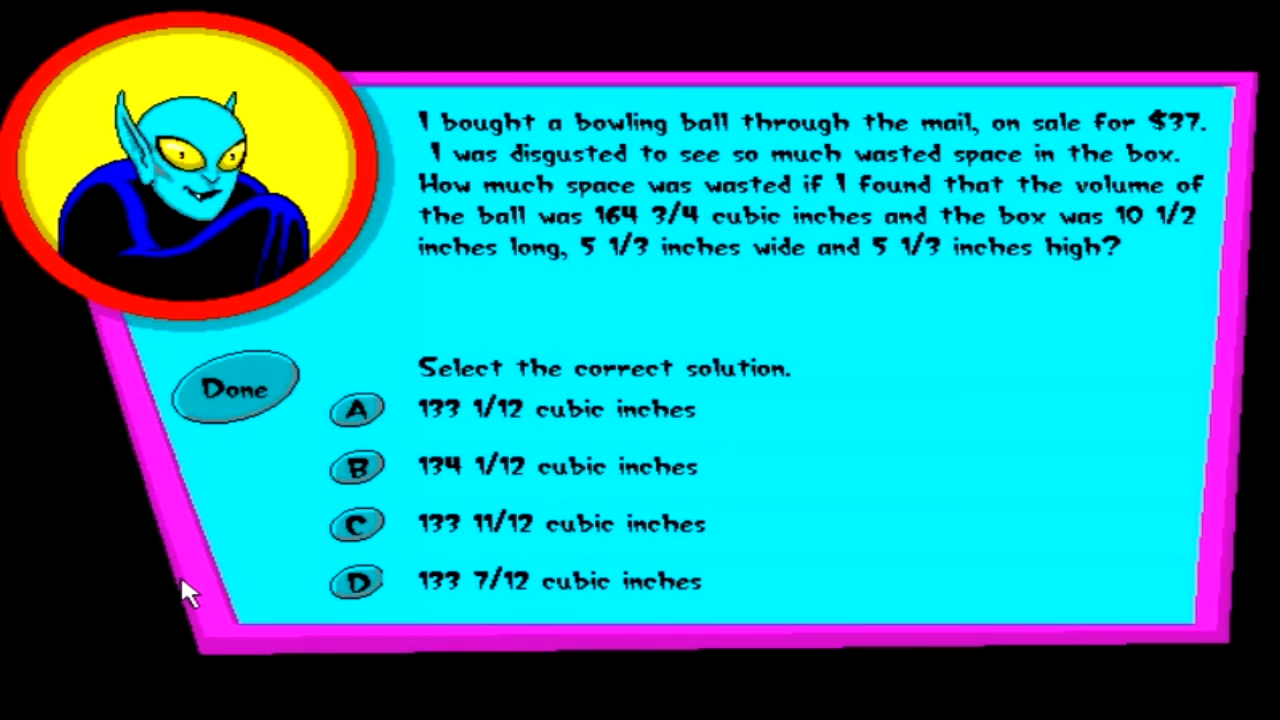 I bought a bowling ball through the mail, on sale for $37.
I was disgusted to see so much wasted space in the box.
How much space was wasted if I found that the volume of
the ball was 164 3/4 cubic inches and the box was 10 1/2
inches long, 5 1/3 inches wide and 5 1/3 inches high?
Select the correct solution.
Done
A 133 1/12 cubic inches
B 134 1/12 cubic inches
C 133 11/12 cubic inches
D 133 7/12 cubic inches